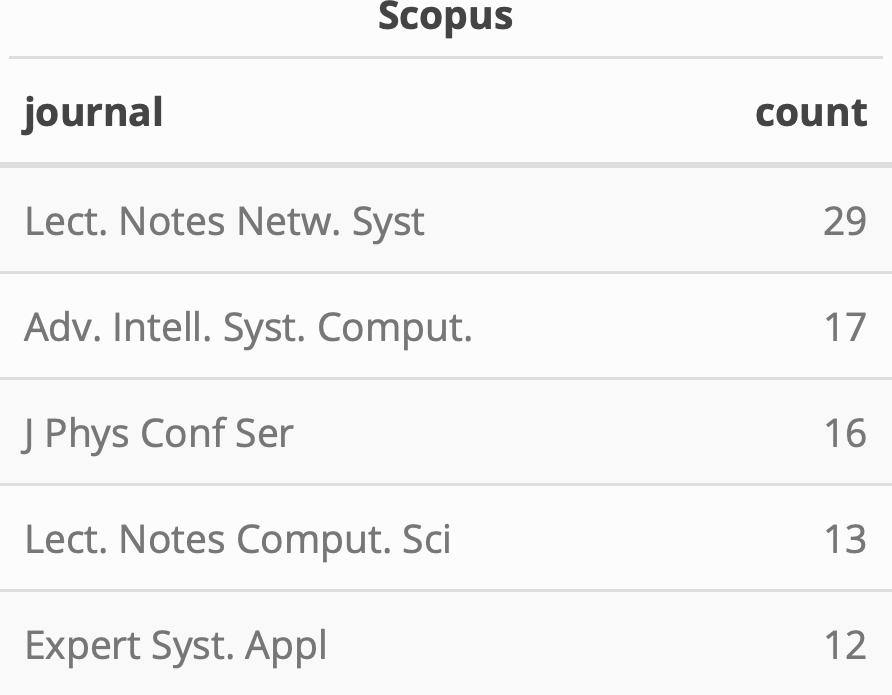 Scopus
journal count
Lect. Notes Netw. Syst 29
Adv. Intell. Syst. Comput. 17
J Phys Conf Ser 16
Lect. Notes Comput. Sci 13
Expert Syst. Appl 12